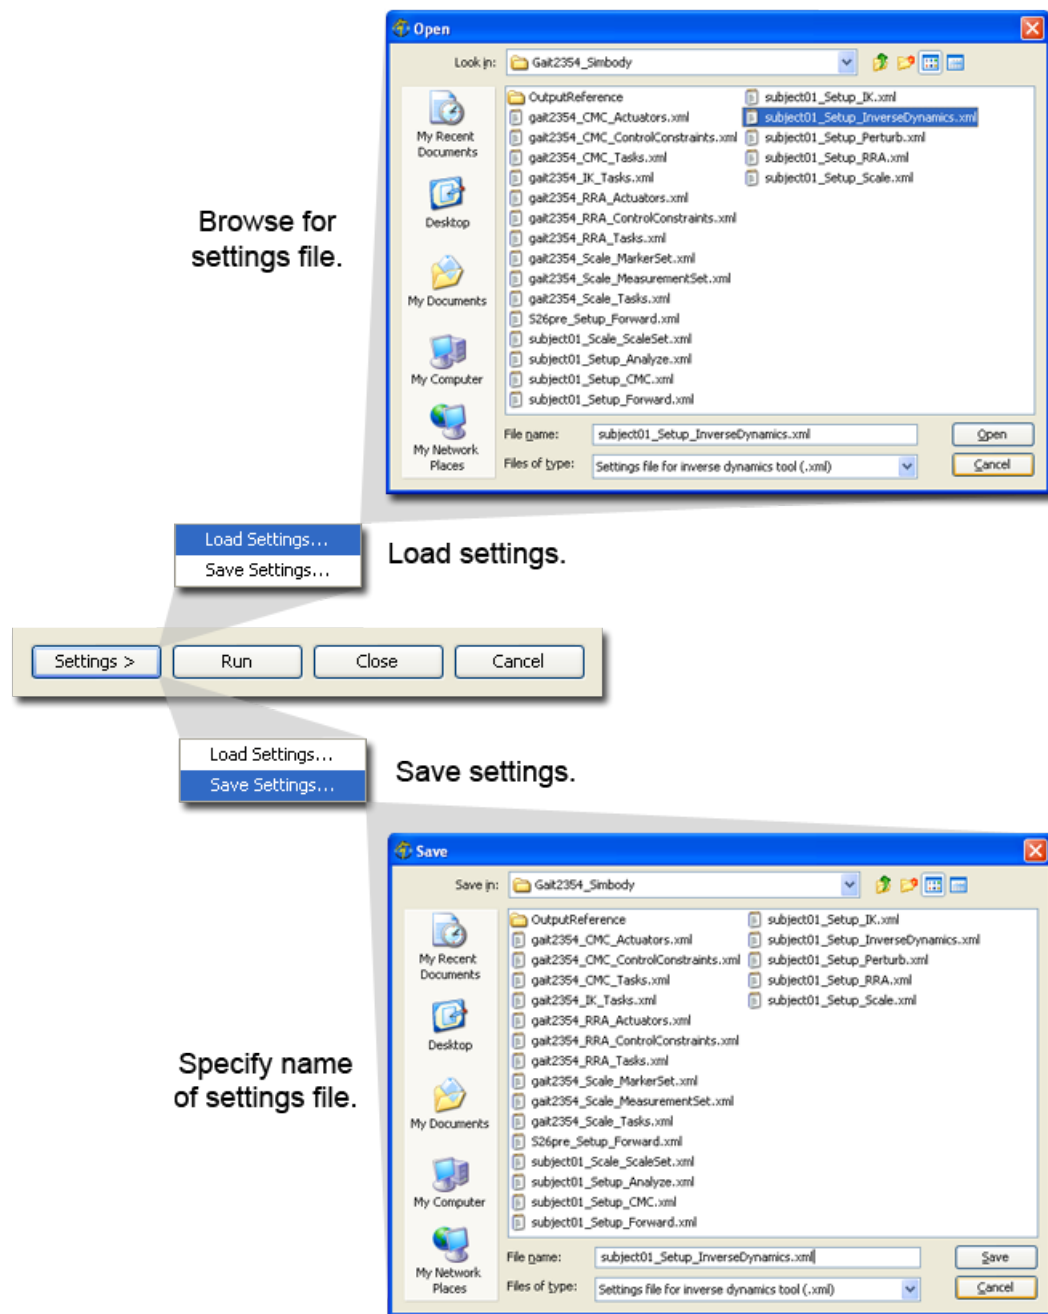 Open
Look in: Gait2354_Simbody
My Recent
Documents
Desktop
My Documents
My Computer
My Network
Places
OutputReference
gait2354_CMC_Actuators.xml
gait2354_CMC_ControlConstraints.xml
gait2354_CMC_Tasks.xml
gait2354_IK_Tasks.xml
gait2354_RRA_Actuators.xml
gait2354_RRA_ControlConstraints.xml
gait2354_RRA_Tasks.xml
gait2354_Scale_MarkerSet.xml
gait2354_Scale_MeasurementSet.xml
gait2354_Scale_Tasks.xml
S26pre_Setup_Forward.xml
subject01_Scale_ScaleSet.xml
subject01_Setup_Analyze.xml
subject01_Setup_CMC.xml
subject01_Setup_Forward.xml
subject01_Setup_IK.xml
subject01_Setup_InverseDynamics.xml
subject01_Setup_Perturb.xml
subject01_Setup_RRA.xml
subject01_Setup_Scale.xml
File name: subject01_Setup_InverseDynamics.xml Open
Files of type: Settings file for inverse dynamics tool (.xml) Cancel
Browse for
settings file.
Load Settings...
Save Settings...
Load settings.
Settings > Run Close Cancel
Load Settings...
Save Settings...
Save settings.
Save
Save in: Gait2354_Simbody
My Recent
Documents
Desktop
My Documents
My Computer
My Network
Places
OutputReference
gait2354_CMC_Actuators.xml
gait2354_CMC_ControlConstraints.xml
gait2354_CMC_Tasks.xml
gait2354_IK_Tasks.xml
gait2354_RRA_Actuators.xml
gait2354_RRA_ControlConstraints.xml
gait2354_RRA_Tasks.xml
gait2354_Scale_MarkerSet.xml
gait2354_Scale_MeasurementSet.xml
gait2354_Scale_Tasks.xml
S26pre_Setup_Forward.xml
subject01_Scale_ScaleSet.xml
subject01_Setup_Analyze.xml
subject01_Setup_CMC.xml
subject01_Setup_Forward.xml
subject01_Setup_IK.xml
subject01_Setup_InverseDynamics.xml
subject01_Setup_Perturb.xml
subject01_Setup_RRA.xml
subject01_Setup_Scale.xml
File name: subject01_Setup_InverseDynamics.xml Save
Files of type: Settings file for inverse dynamics tool (.xml) Cancel
Specify name
of settings file.